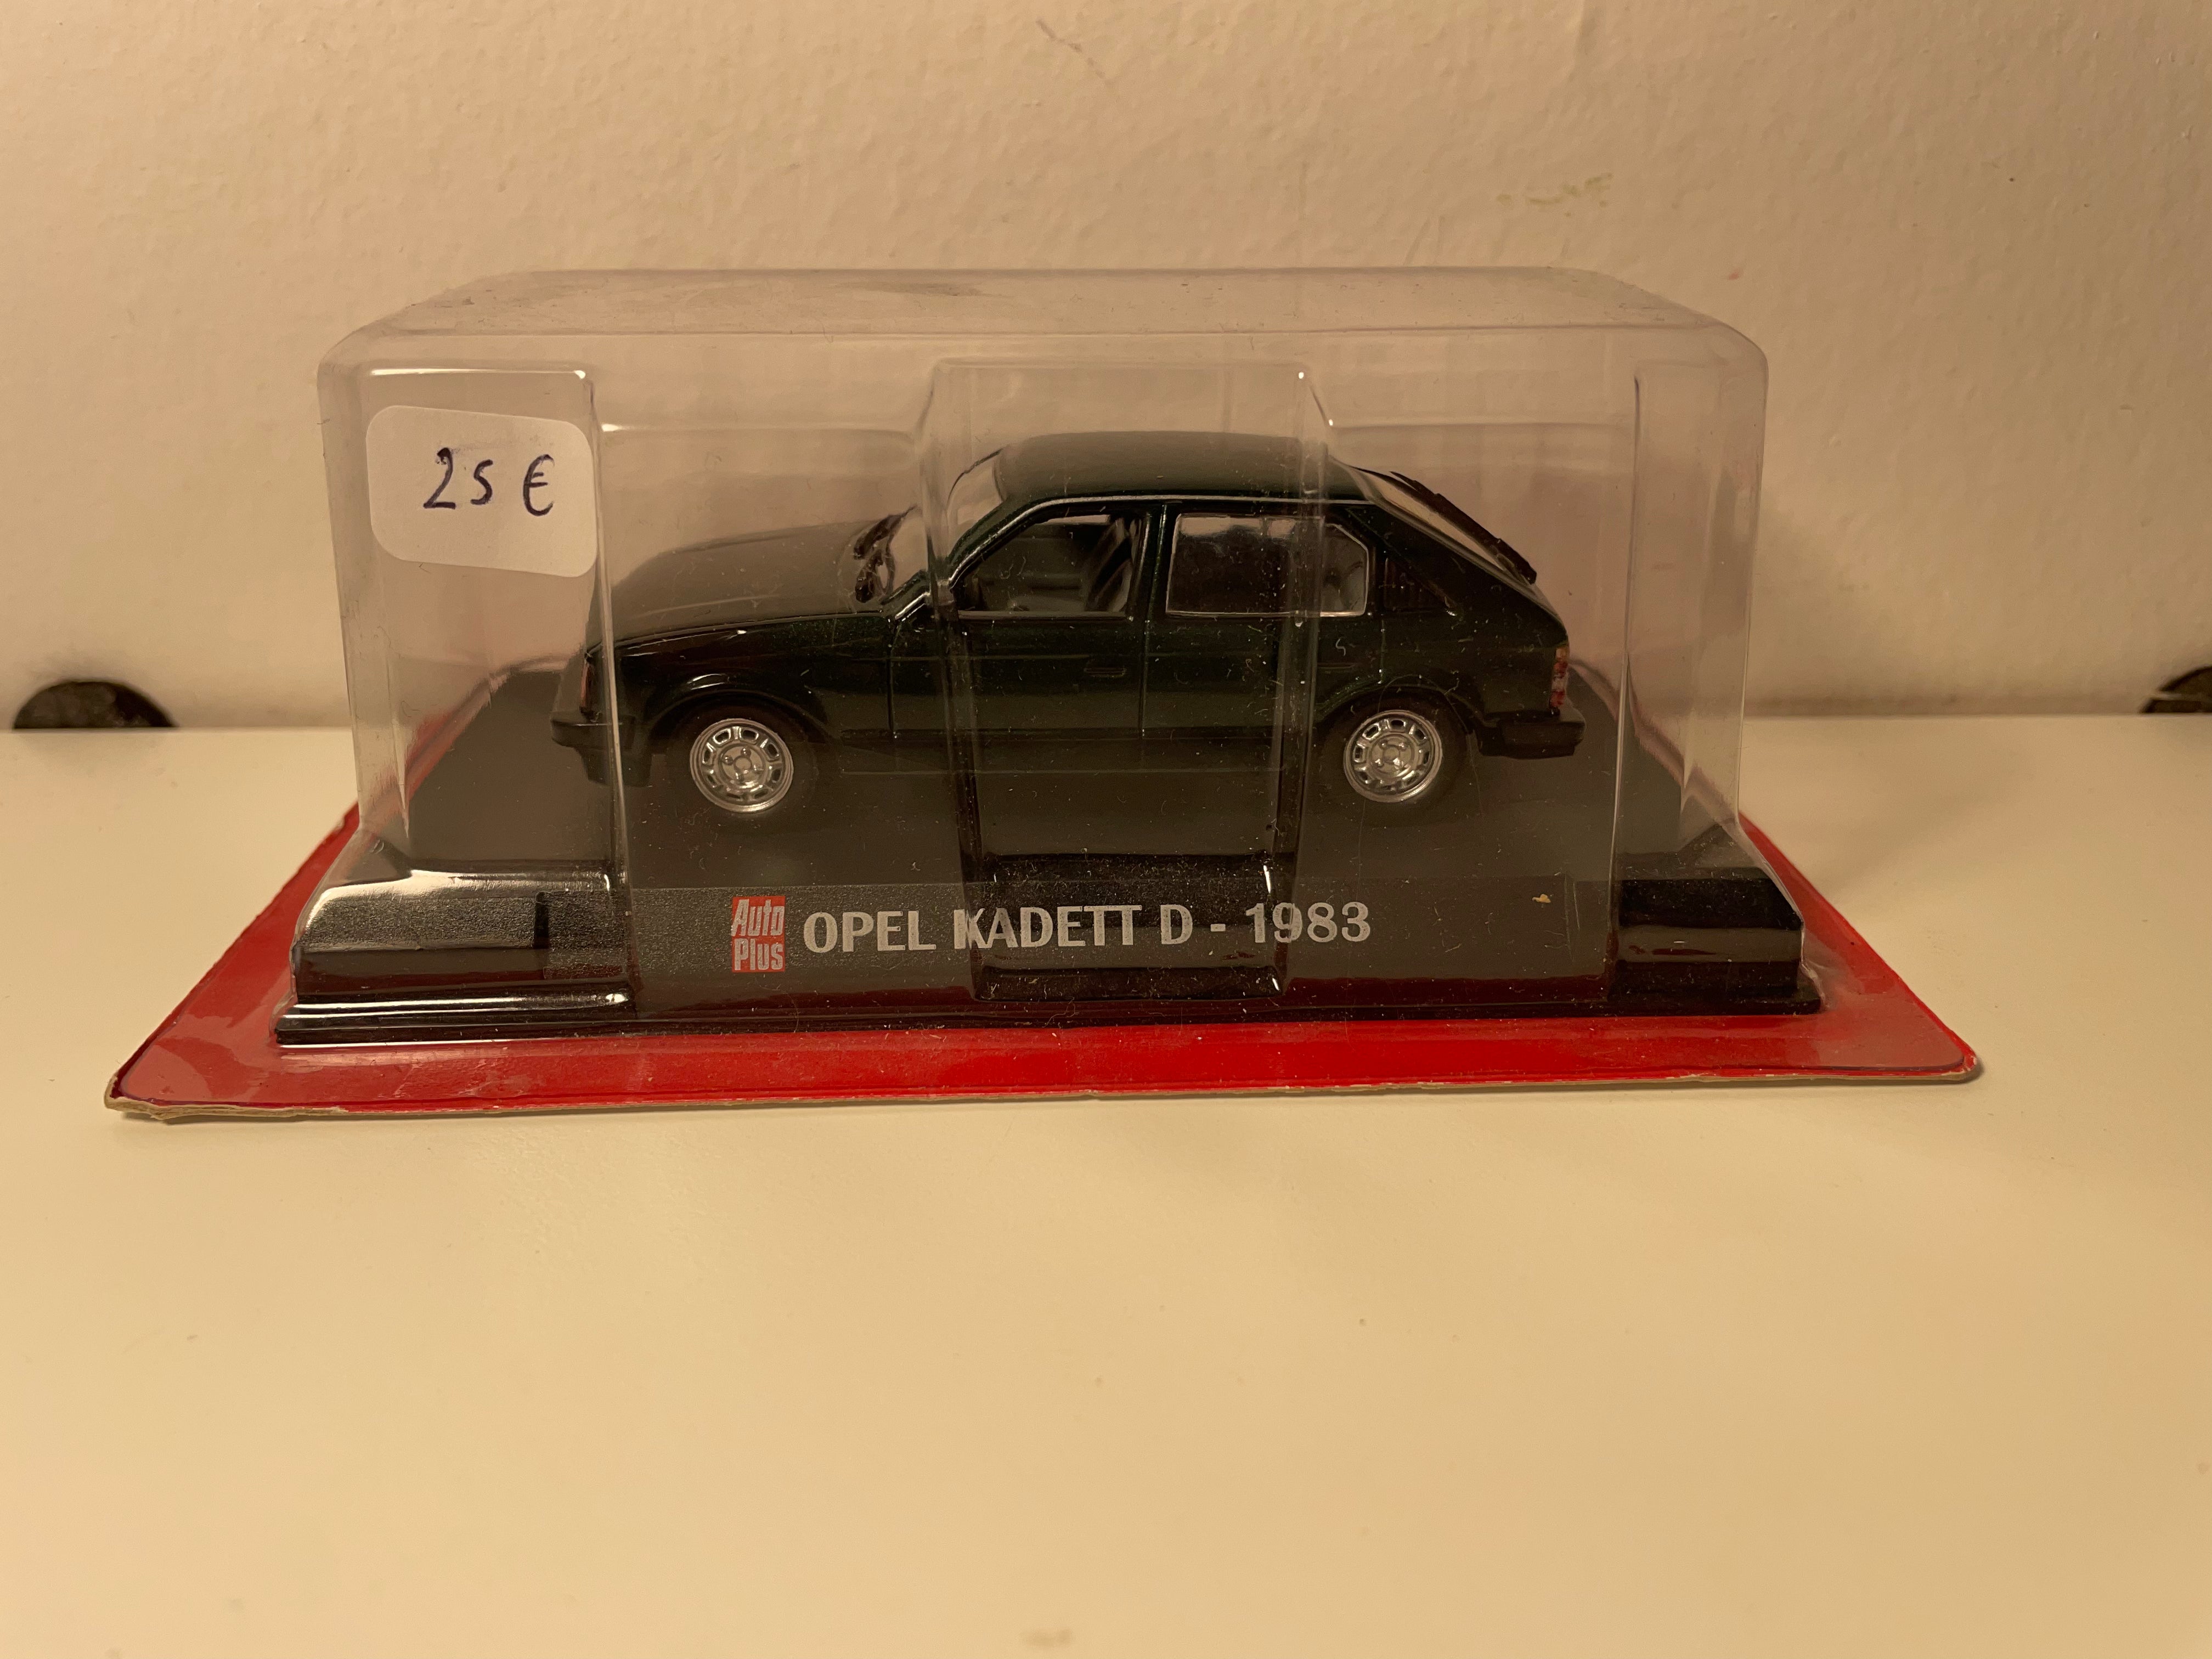 25 €
Auto
Plus
OPEL KADETT D - 1983